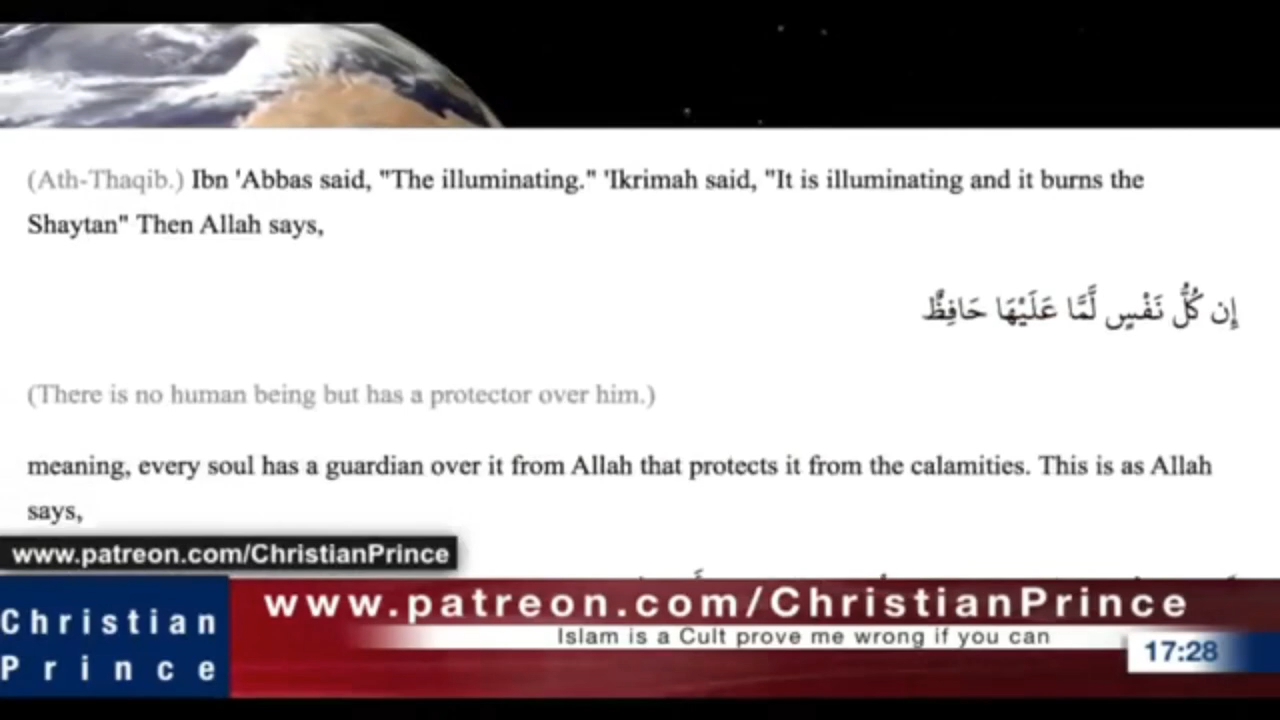 (Ath-Thaqib.) Ibn 'Abbas said, "The illuminating." 'Ikrimah said, "It is illuminating and it burns the
Shaytan" Then Allah says,
إِن كُلُّ نَفْسٍ لَّمَّا عَلَيْهَا حَافِظٌ
(There is no human being but has a protector over him.)
meaning, every soul has a guardian over it from Allah that protects it from the calamities. This is as Allah
says,
www.patreon.com/ChristianPrince
www.patreon.com/ChristianPrince
Islam is a Cult prove me wrong if you can
Christian
Prince
17:28